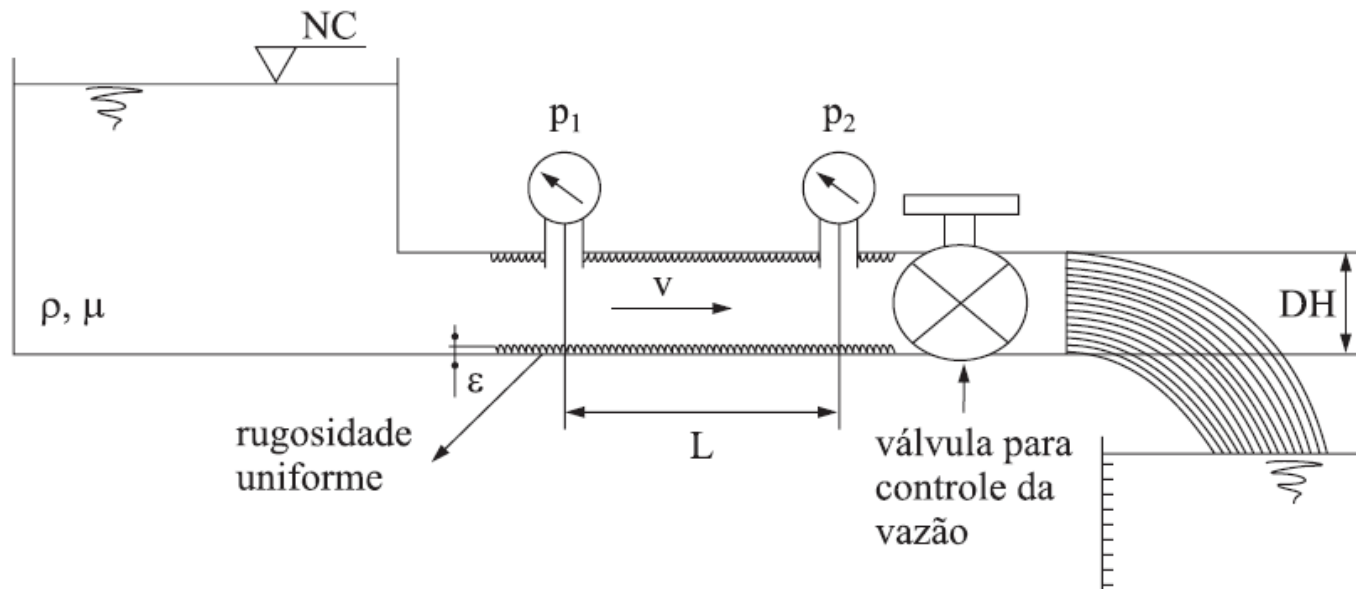 NC
p₁
p₂
ρ, μ
v
DH
ε
L
rugosidade
uniforme
válvula para
controle da
vazão